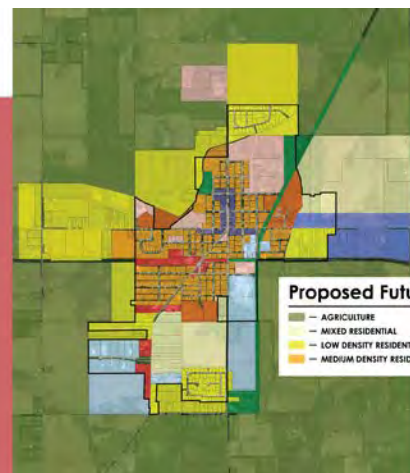 Proposed Futu
— AGRICULTURE
— MIXED RESIDENTIAL
— LOW DENSITY RESIDENT
— MEDIUM DENSITY RESID